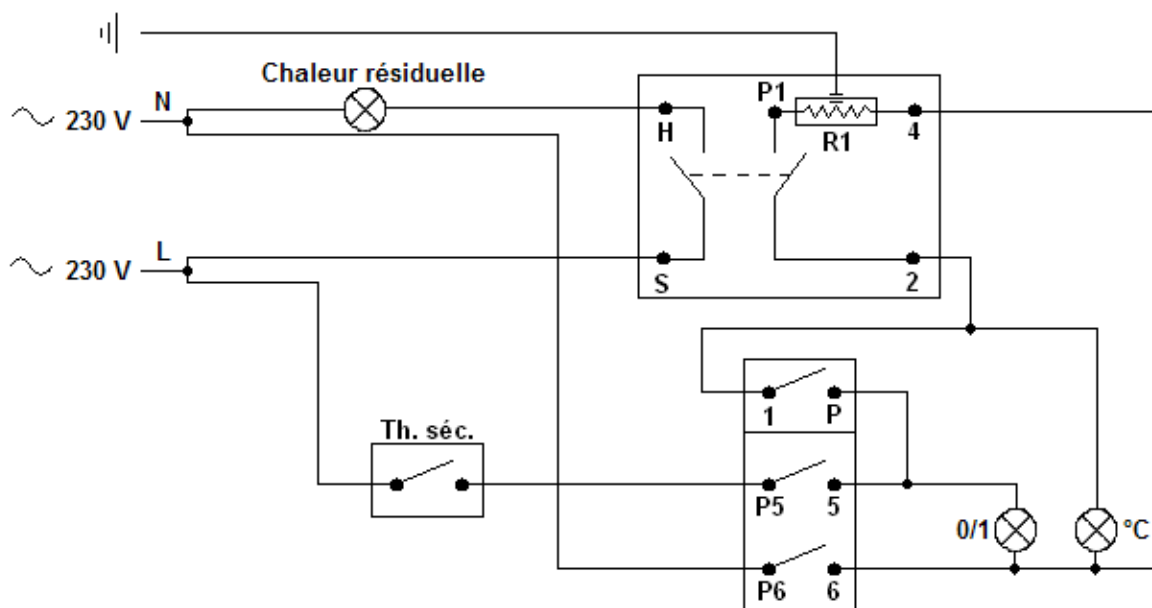 Chaleur résiduelle
N
~ 230 V
H
P1
R1
4
L
~ 230 V
S
2
1
P
Th. séc.
P5
5
0/1
°C
P6
6